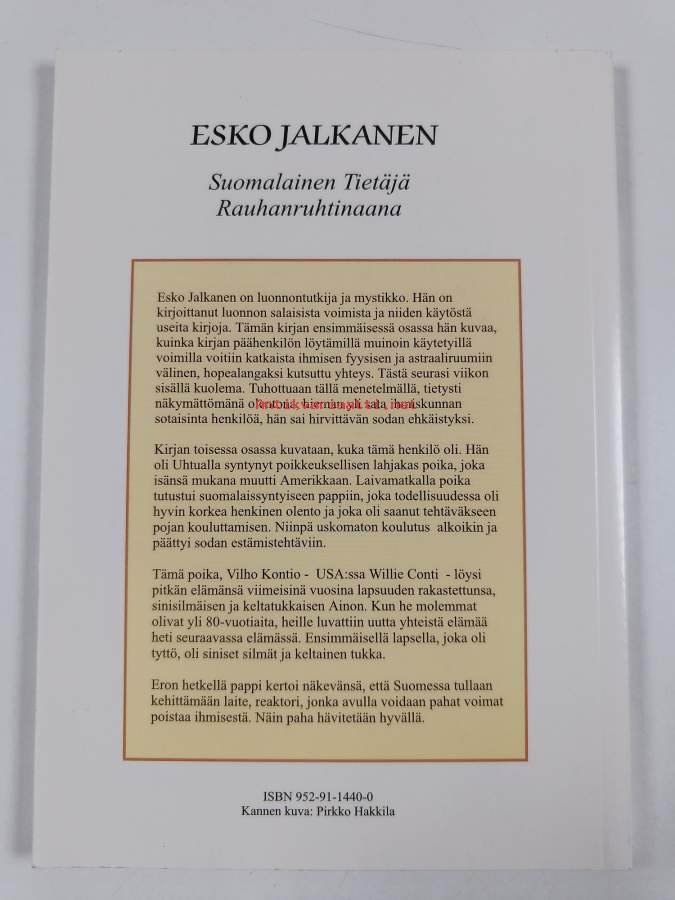 ESKO JALKANEN
Suomalainen Tietäjä
Rauhanruhtinaana
Esko Jalkanen on luonnontutkija ja mystikko. Hän on
kirjoittanut luonnon salaisista voimista ja niiden käytöstä
useita kirjoja. Tämän kirjan ensimmäisessä osassa hän kuvaa,
kuinka kirjan päähenkilön löytämillä muinoin käytetyillä
voimilla voitiin katkaista ihmisen fyysisen ja astraaliruumiin
välinen, hopealangaksi kutsuttu yhteys. Tästä seurasi viikon
sisällä kuolema. Tuhottuaan tällä menetelmällä, tietysti
näkymättömänä olentona, hieman yli sata ihmiskunnan
Antikvariaatti.net
sotaisinta henkilöä, hän sai hirvittävän sodan ehkäistyksi.
Kirjan toisessa osassa kuvataan, kuka tämä henkilö oli. Hän
oli Uhtualla syntynyt poikkeuksellisen lahjakas poika, joka
isänsä mukana muutti Amerikkaan. Laivamatkalla poika
tutustui suomalaissyntyiseen pappiin, joka todellisuudessa oli
hyvin korkea henkinen olento ja joka oli saanut tehtäväkseen
pojan kouluttamisen. Niinpä uskomaton koulutus alkoikin ja
päättyi sodan estämistehtäviin.
Tämä poika, Vilho Kontio - USA:ssa Willie Conti - löysi
pitkän elämänsä viimeisinä vuosina lapsuuden rakastettunsa,
sinisilmäisen ja keltatukkaisen Ainon. Kun he molemmat
olivat yli 80-vuotiaita, heille luvattiin uutta yhteistä elämää
heti seuraavassa elämässä. Ensimmäisellä lapsella, joka oli
tyttö, oli siniset silmät ja keltainen tukka.
Eron hetkellä pappi kertoi näkevänsä, että Suomessa tullaan
kehittämään laite, reaktori, jonka avulla voidaan pahat voimat
poistaa ihmisestä. Näin paha hävitetään hyvällä.
ISBN 952-91-1440-0
Kannen kuva: Pirkko Hakkila